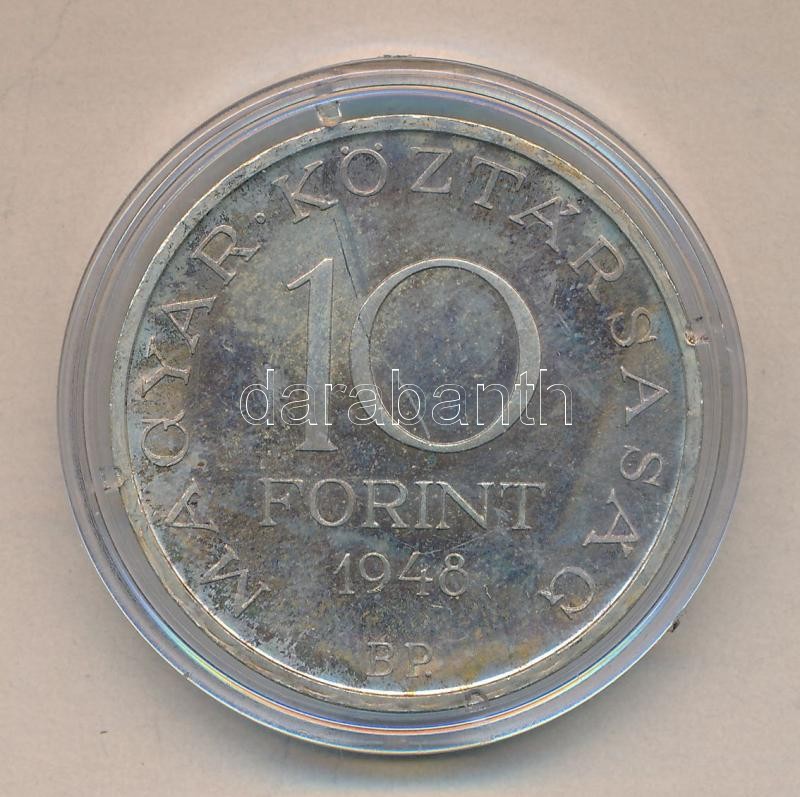 MAGYAR·KÖZTÁRSASÁG
10
darabanth
FORINT
1948
BP.